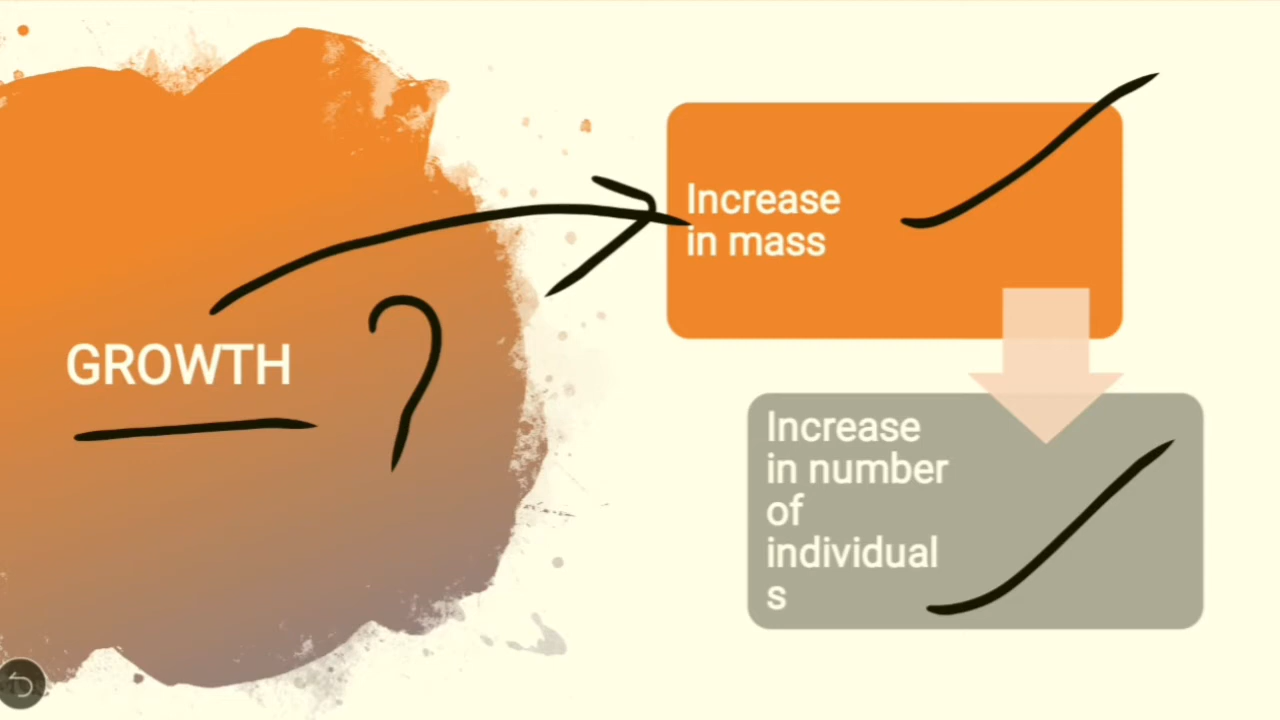 GROWTH
?
Increase
in mass
Increase
in number
of
individual
s